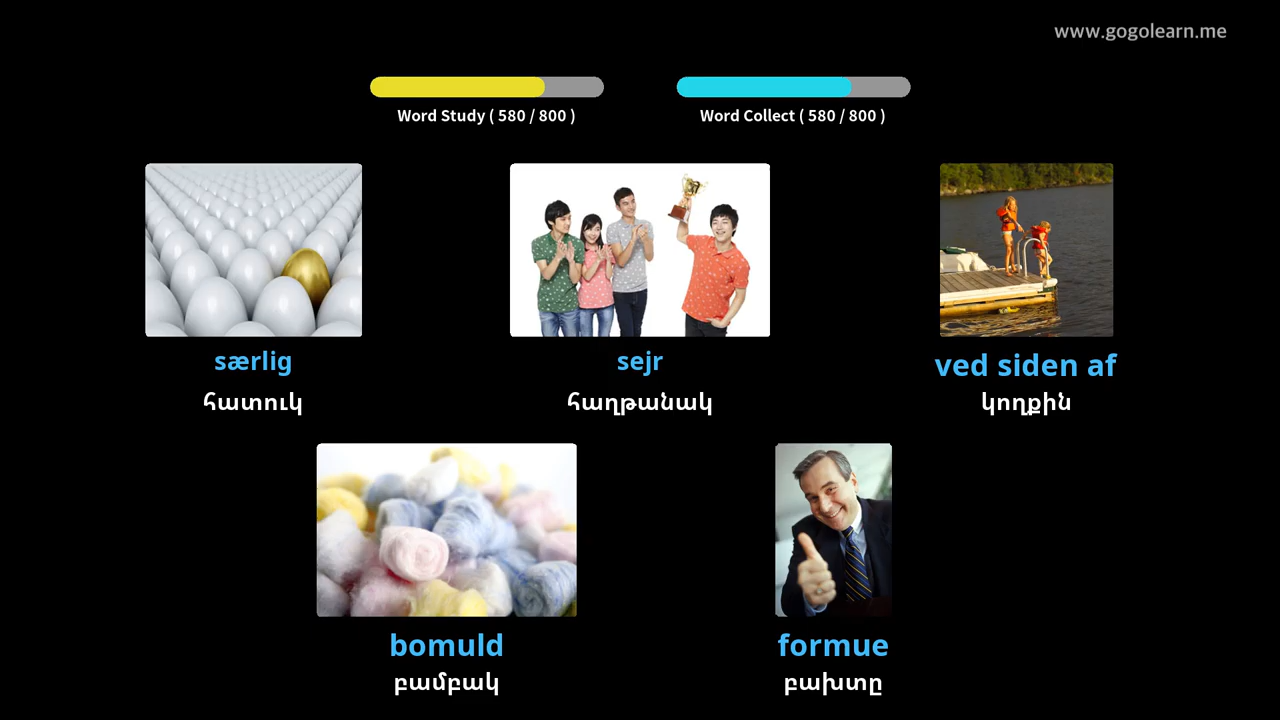 www.gogolearn.me
Word Study ( 580 / 800 )
Word Collect ( 580 / 800 )
særlig
հատուկ
sejr
հաղթանակ
ved siden af
կողքին
bomuld
բամբակ
formue
բախտը